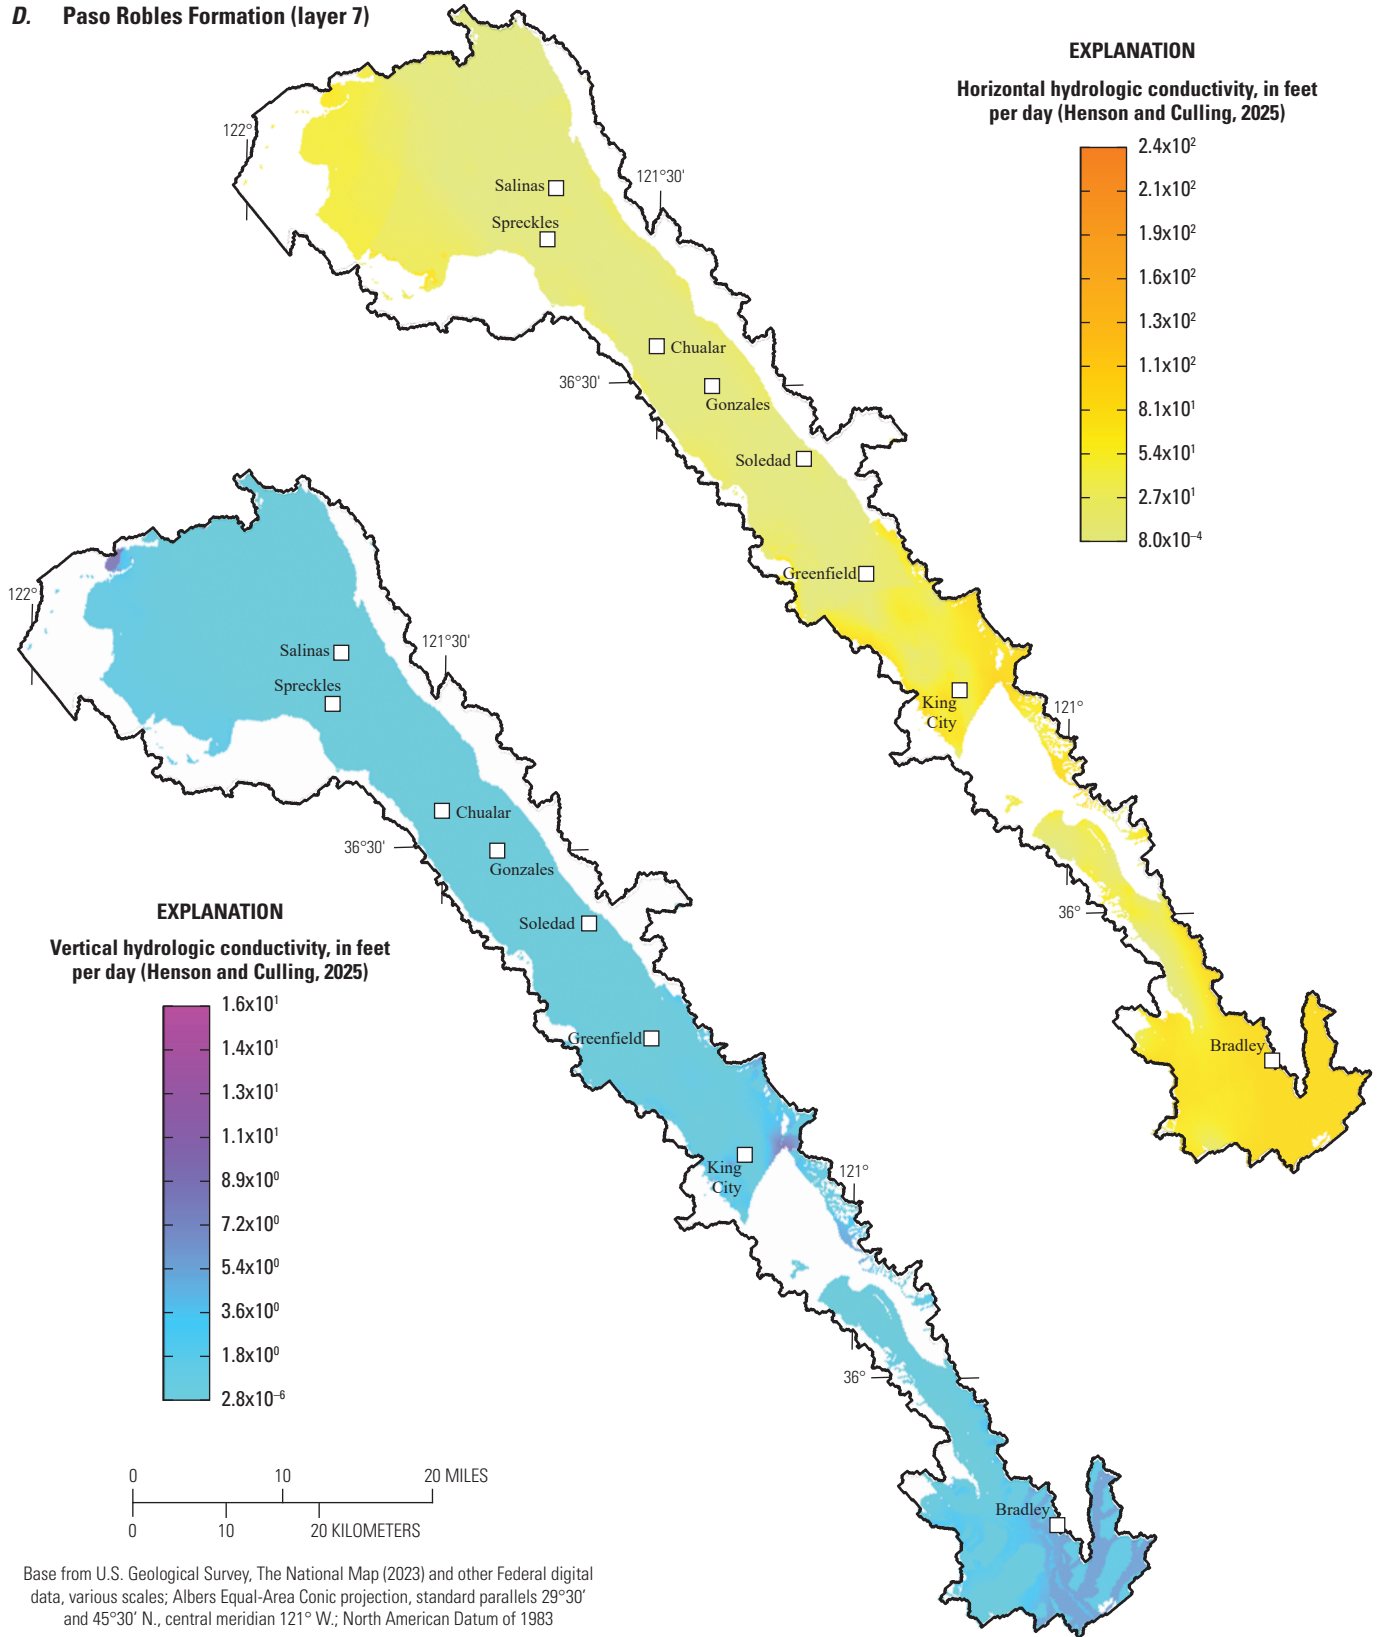 D. Paso Robles Formation (layer 7)
EXPLANATION
Horizontal hydrologic conductivity, in feet
per day (Henson and Culling, 2025)
2.4x10²
2.1x10²
1.9x10²
1.6x10²
1.3x10²
1.1x10²
8.1x10¹
5.4x10¹
2.7x10¹
8.0x10⁻⁴
122°
121°30'
Salinas
Spreckles
Chualar
36°30'
Gonzales
Soledad
Greenfield
King
City
121°
36°
Bradley
122°
121°30'
Salinas
Spreckles
Chualar
36°30'
Gonzales
Soledad
Greenfield
King
City
121°
36°
Bradley
EXPLANATION
Vertical hydrologic conductivity, in feet
per day (Henson and Culling, 2025)
1.6x10¹
1.4x10¹
1.3x10¹
1.1x10¹
8.9x10⁰
7.2x10⁰
5.4x10⁰
3.6x10⁰
1.8x10⁰
2.8x10⁻⁶
0 10 20 MILES
0 10 20 KILOMETERS
Base from U.S. Geological Survey, The National Map (2023) and other Federal digital
data, various scales; Albers Equal-Area Conic projection, standard parallels 29°30′
and 45°30′ N., central meridian 121° W.; North American Datum of 1983